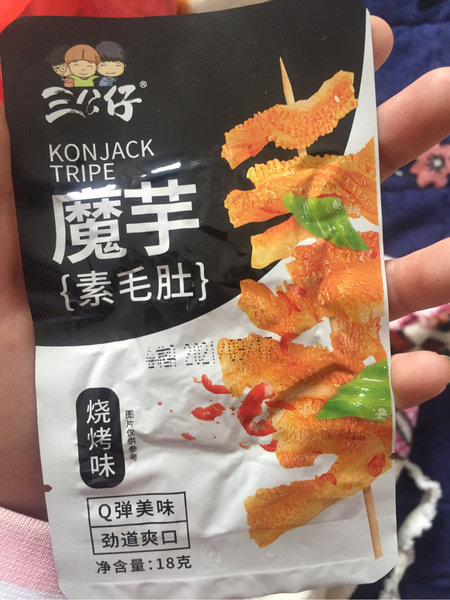 三公仔®
KONJACK
TRIPE
魔芋
{素毛肚}
烧烤味
图片仅供参考
Q弹美味
劲道爽口
净含量:18克